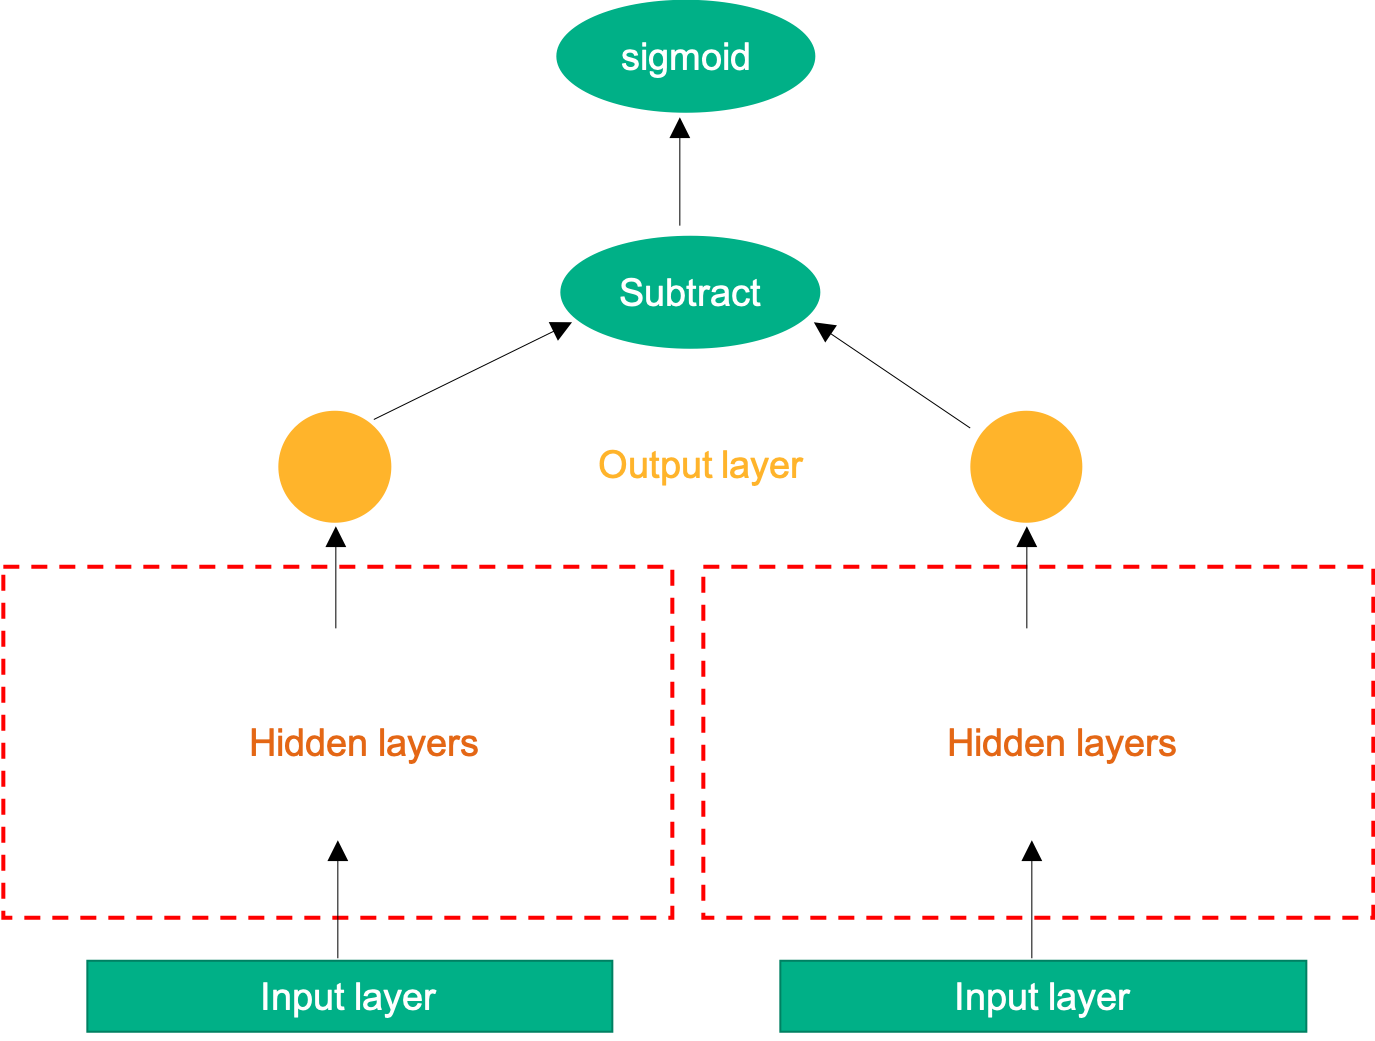 sigmoid
Subtract
Output layer
Hidden layers
Hidden layers
Input layer
Input layer